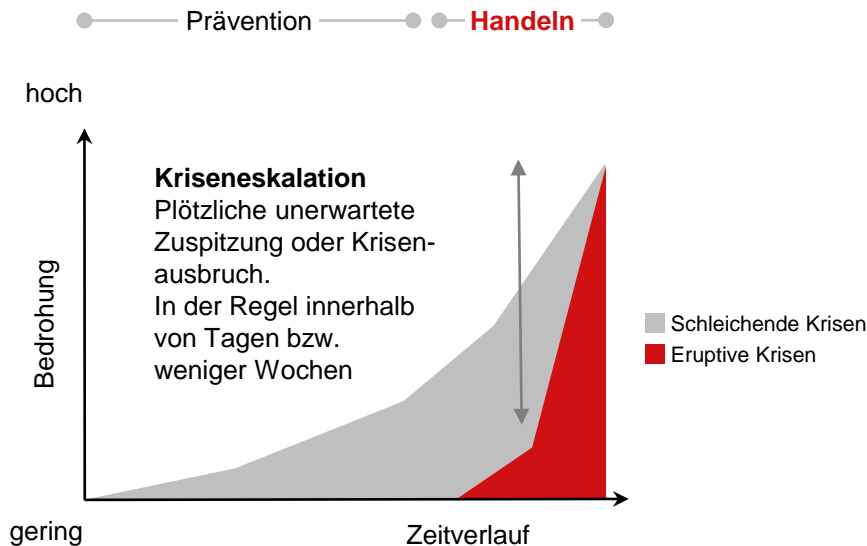 Prävention
Handeln
hoch
Kriseneskalation
Plötzliche unerwartete
Zuspitzung oder Krisen-
ausbruch.
In der Regel innerhalb
von Tagen bzw.
weniger Wochen
Bedrohung
Schleichende Krisen
Eruptive Krisen
gering
Zeitverlauf